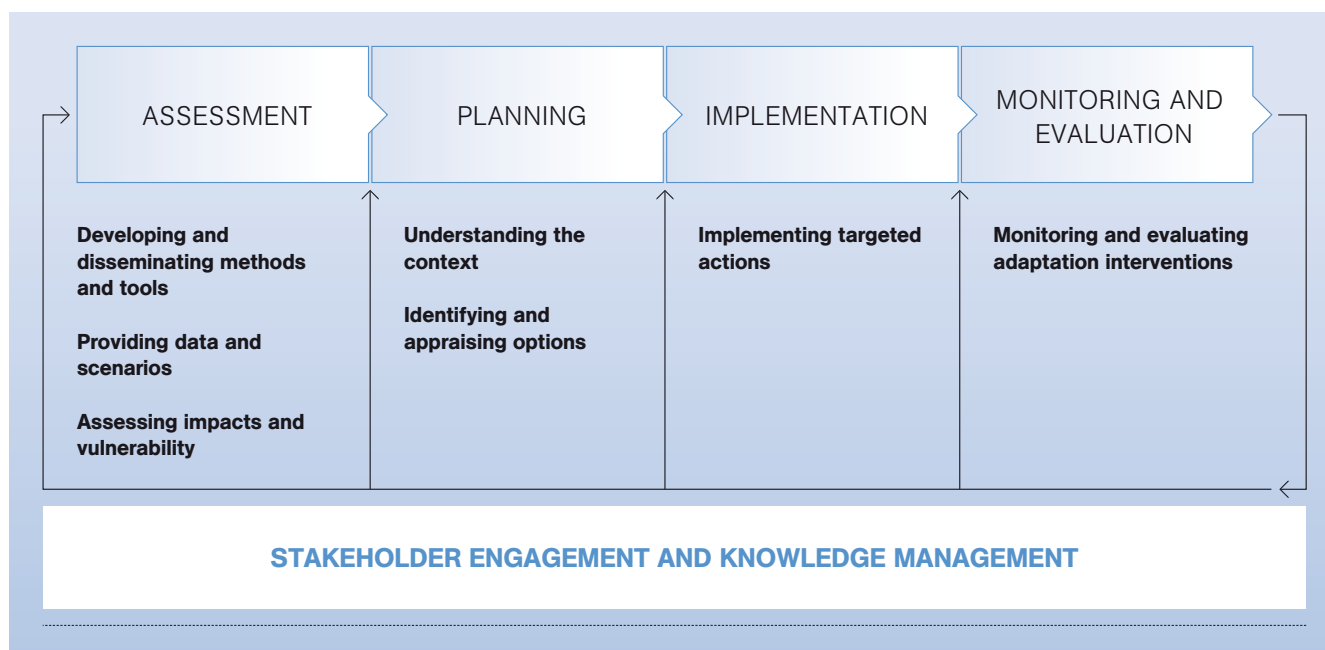 ASSESSMENT
PLANNING
IMPLEMENTATION
MONITORING AND
EVALUATION
Developing and
disseminating methods
and tools
Providing data and
scenarios
Assessing impacts and
vulnerability
Understanding the
context
Identifying and
appraising options
Implementing targeted
actions
Monitoring and evaluating
adaptation interventions
STAKEHOLDER ENGAGEMENT AND KNOWLEDGE MANAGEMENT